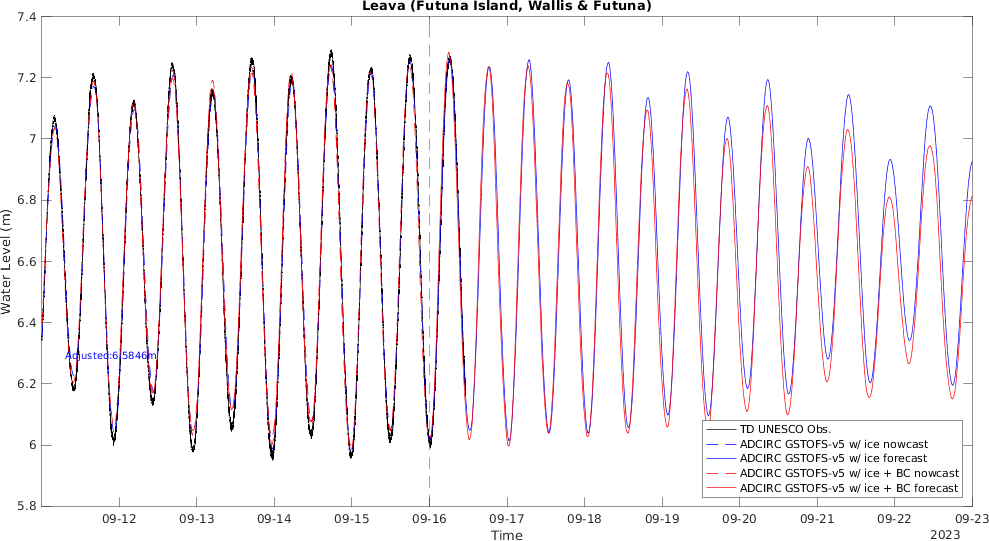 Leava (Futuna Island, Wallis & Futuna)
7.4
7.2
7
6.8
6.6
6.4
6.2
6
5.8
Water Level (m)
Adjusted:6.5846m
TD UNESCO Obs.
ADCIRC GSTOFS-v5 w/ ice nowcast
ADCIRC GSTOFS-v5 w/ ice forecast
ADCIRC GSTOFS-v5 w/ ice + BC nowcast
ADCIRC GSTOFS-v5 w/ ice + BC forecast
09-12 09-13 09-14 09-15 09-16 09-17 09-18 09-19 09-20 09-21 09-22 09-23
Time
2023